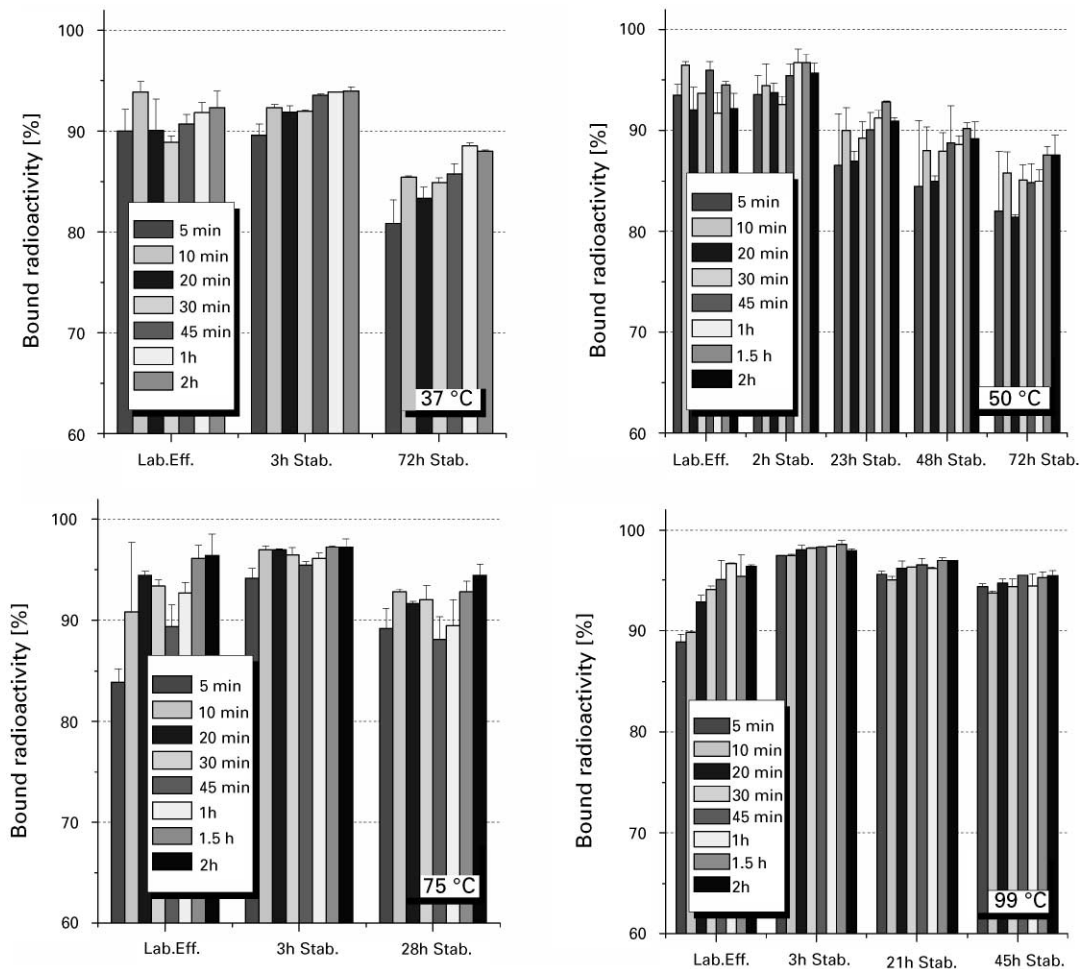 100
90
80
70
60
Bound radioactivity [%]
5 min
10 min
20 min
30 min
45 min
1h
2h
37 °C
Lab.Eff.
3h Stab.
72h Stab.
100
90
80
70
60
Bound radioactivity [%]
5 min
10 min
20 min
30 min
45 min
1h
1.5 h
2h
50 °C
Lab.Eff.
2h Stab.
23h Stab.
48h Stab.
72h Stab.
100
90
80
70
60
Bound radioactivity [%]
5 min
10 min
20 min
30 min
45 min
1h
1.5 h
2h
75 °C
Lab.Eff.
3h Stab.
28h Stab.
100
90
80
70
60
Bound radioactivity [%]
5 min
10 min
20 min
30 min
45 min
1h
1.5 h
2h
99 °C
Lab.Eff.
3h Stab.
21h Stab.
45h Stab.